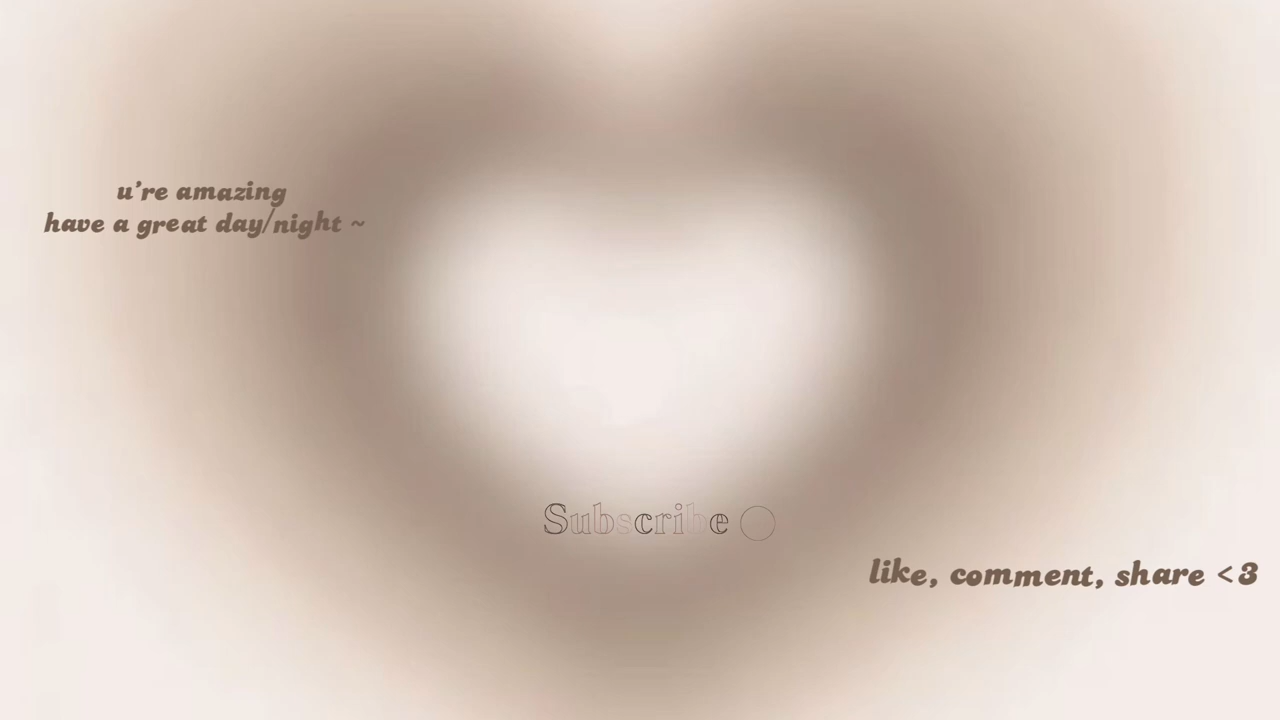 u're amazing
have a great day/night ~
Subscribe
like, comment, share <3